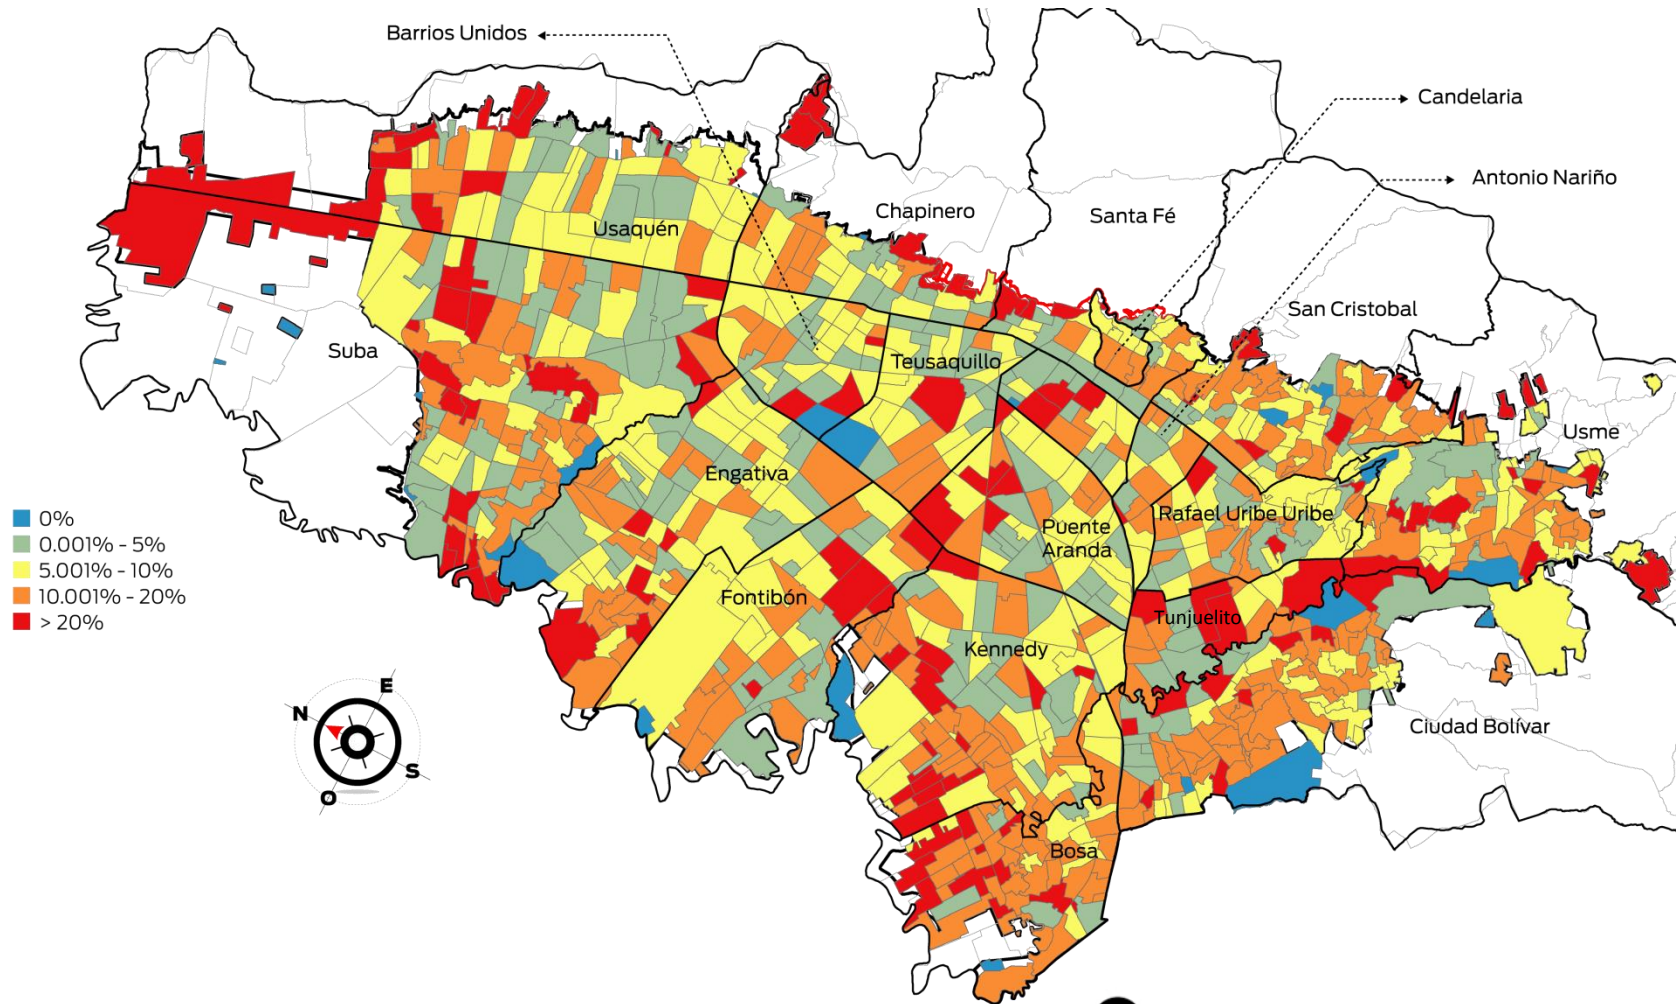 Barrios Unidos
Candelaria
Antonio Nariño
Chapinero
Santa Fé
Usaquén
San Cristobal
Suba
Teusaquillo
Usme
Engativa
0%
0.001% - 5%
5.001% - 10%
10.001% - 20%
> 20%
Puente
Aranda
Rafael Uribe Uribe
Fontibón
Tunjuelito
Kennedy
E
N
S
O
Ciudad Bolívar
Bosa